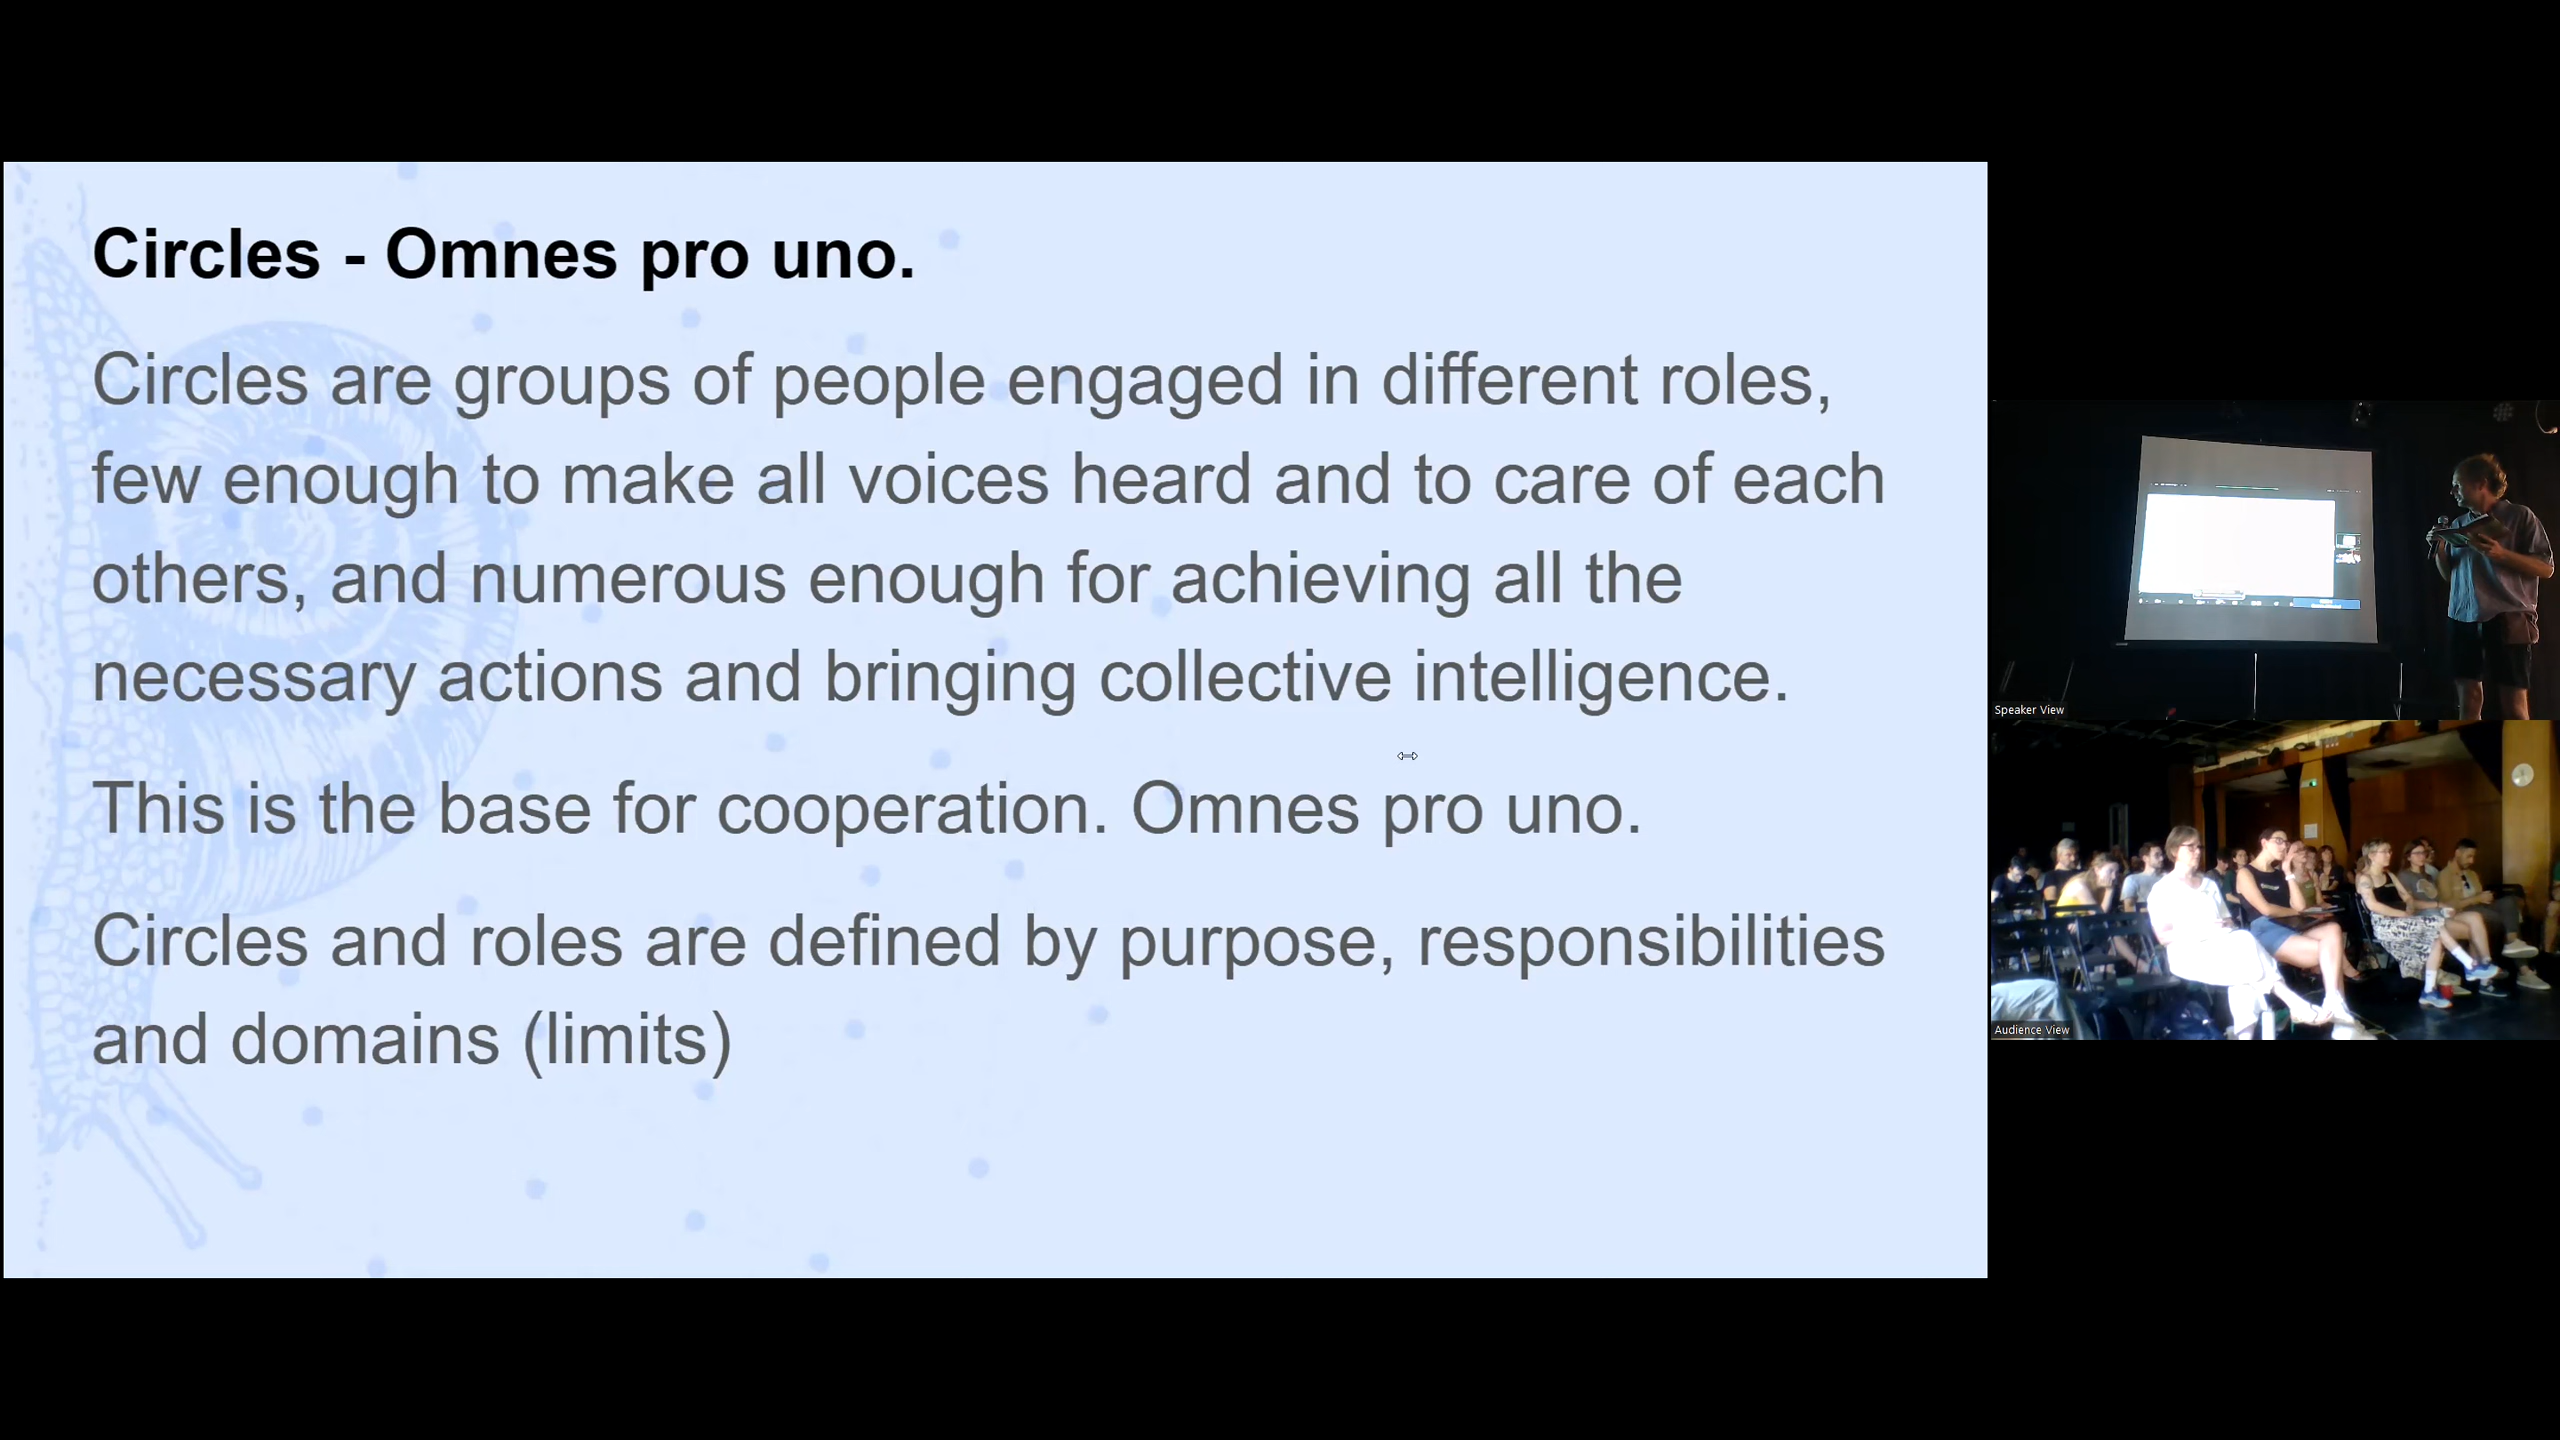 Circles - Omnes pro uno.
Circles are groups of people engaged in different roles,
few enough to make all voices heard and to care of each
others, and numerous enough for achieving all the
necessary actions and bringing collective intelligence.
This is the base for cooperation. Omnes pro uno.
Circles and roles are defined by purpose, responsibilities
and domains (limits)
Speaker View
Audience View